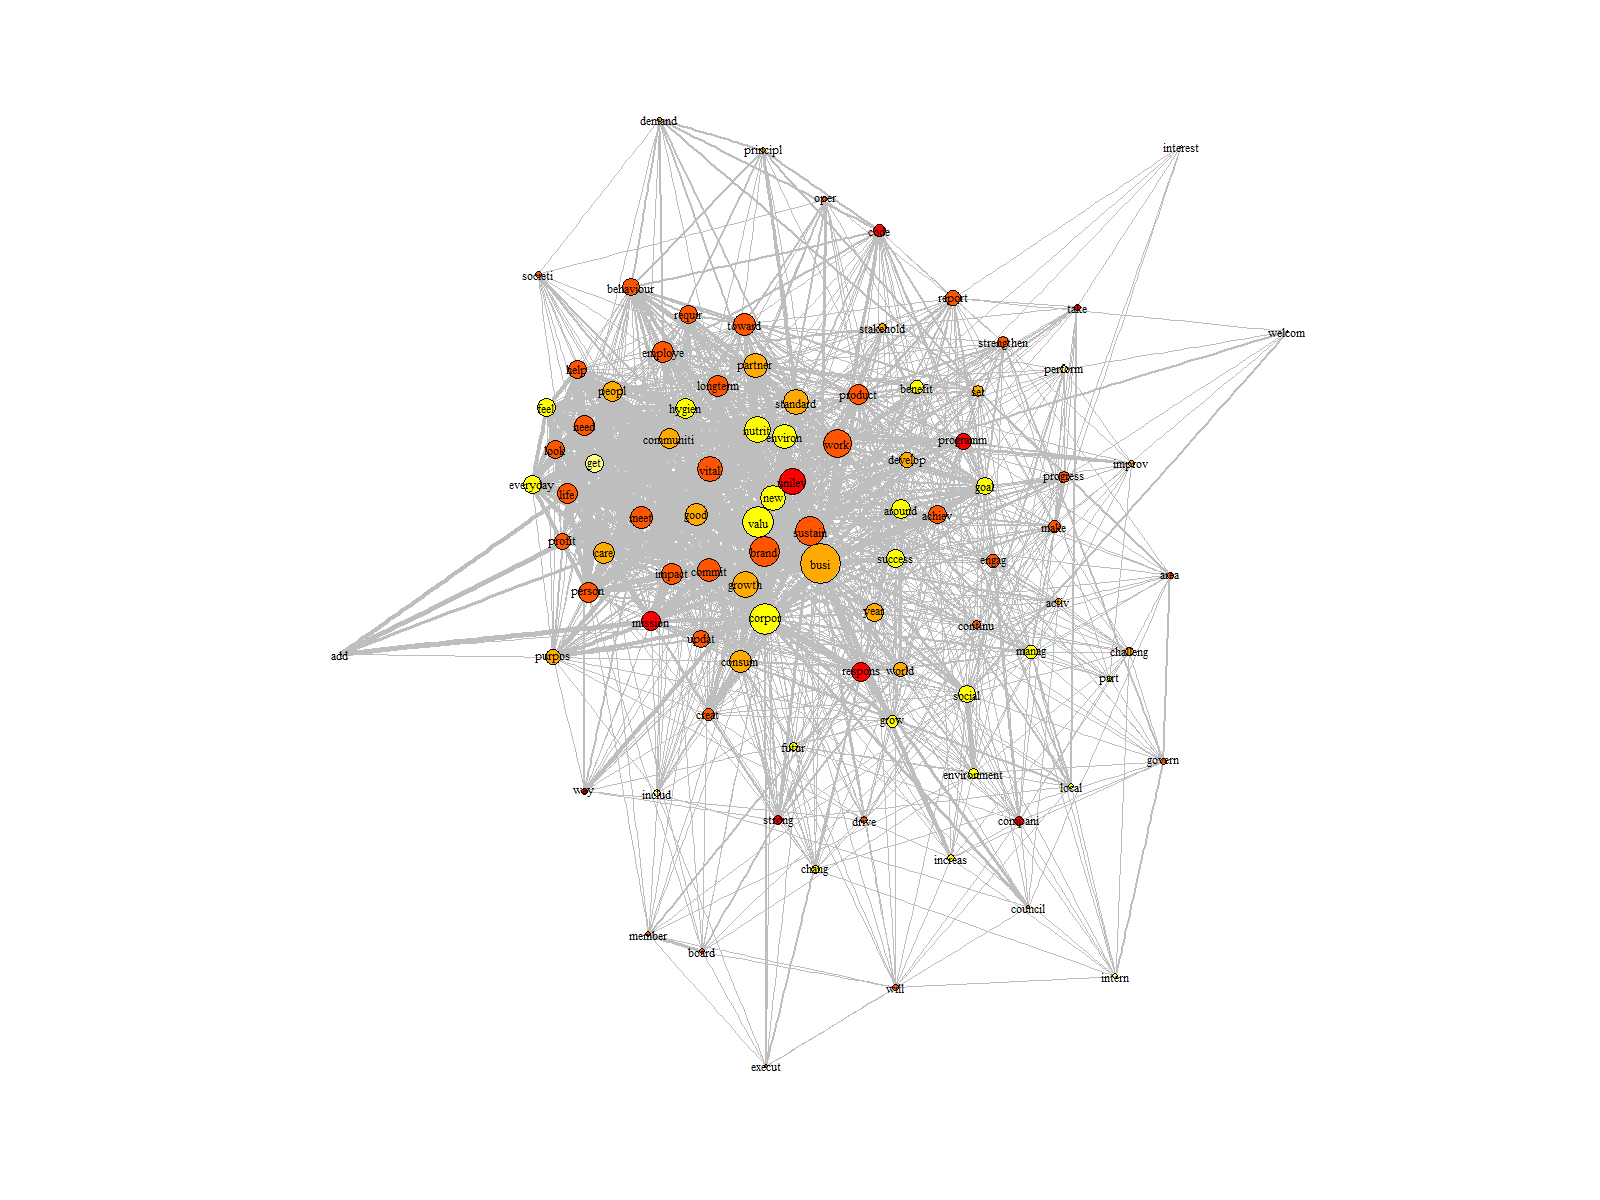 demand
principl
interest
oper
code
societi
behaviour
report
take
requir
toward
stakehold
welcom
strengthen
employe
partner
perform
help
peopl
longterm
product
benefit
set
feel
hygien
standard
need
communiti
nutrit
environ
work
programm
look
get
vital
develop
improv
everyday
life
unilev
progress
goal
new
meet
good
valu
around
achiev
sustain
make
profit
care
brand
busi
success
engag
area
person
impact
commit
growth
activ
mission
corpor
year
continu
updat
manag
challeng
add
purpos
consum
respons
world
part
social
creat
grow
futur
environment
govern
way
includ
local
strong
drive
compani
chang
increas
council
member
board
will
intern
execut